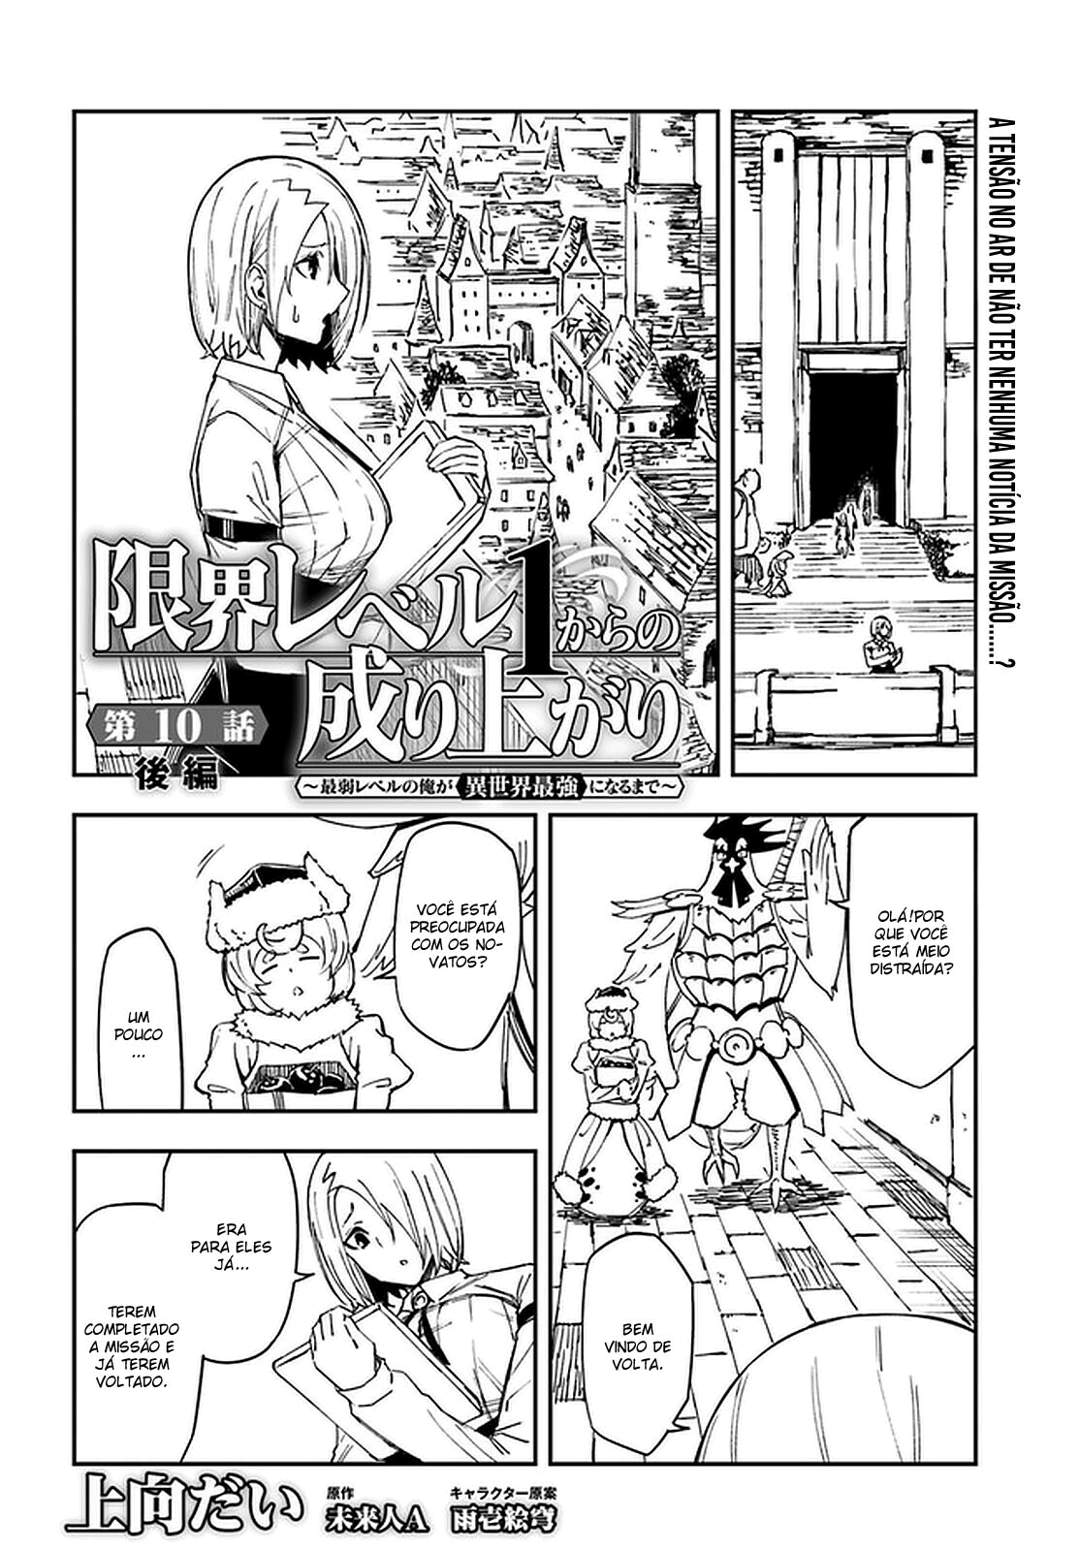 A TENSÃO NO AR DE NÃO TER NENHUMA NOTÍCIA DA MISSÃO......?
限界レベル1からの
成り上がり
～最弱レベルの俺が異世界最強になるまで～
第10話
後編
OLÁ!POR
QUE VOCÊ
ESTÁ MEIO
DISTRAÍDA?
BEM
VINDO DE
VOLTA.
VOCÊ ESTÁ
PREOCUPADA
COM OS NO-
VATOS?
UM
POUCO
...
ERA
PARA ELES
JÁ...
TEREM
COMPLETADO
A MISSÃO E
JÁ TEREM
VOLTADO.
上向だい
原作
未来人A
キャラクター原案
雨壱絵穹